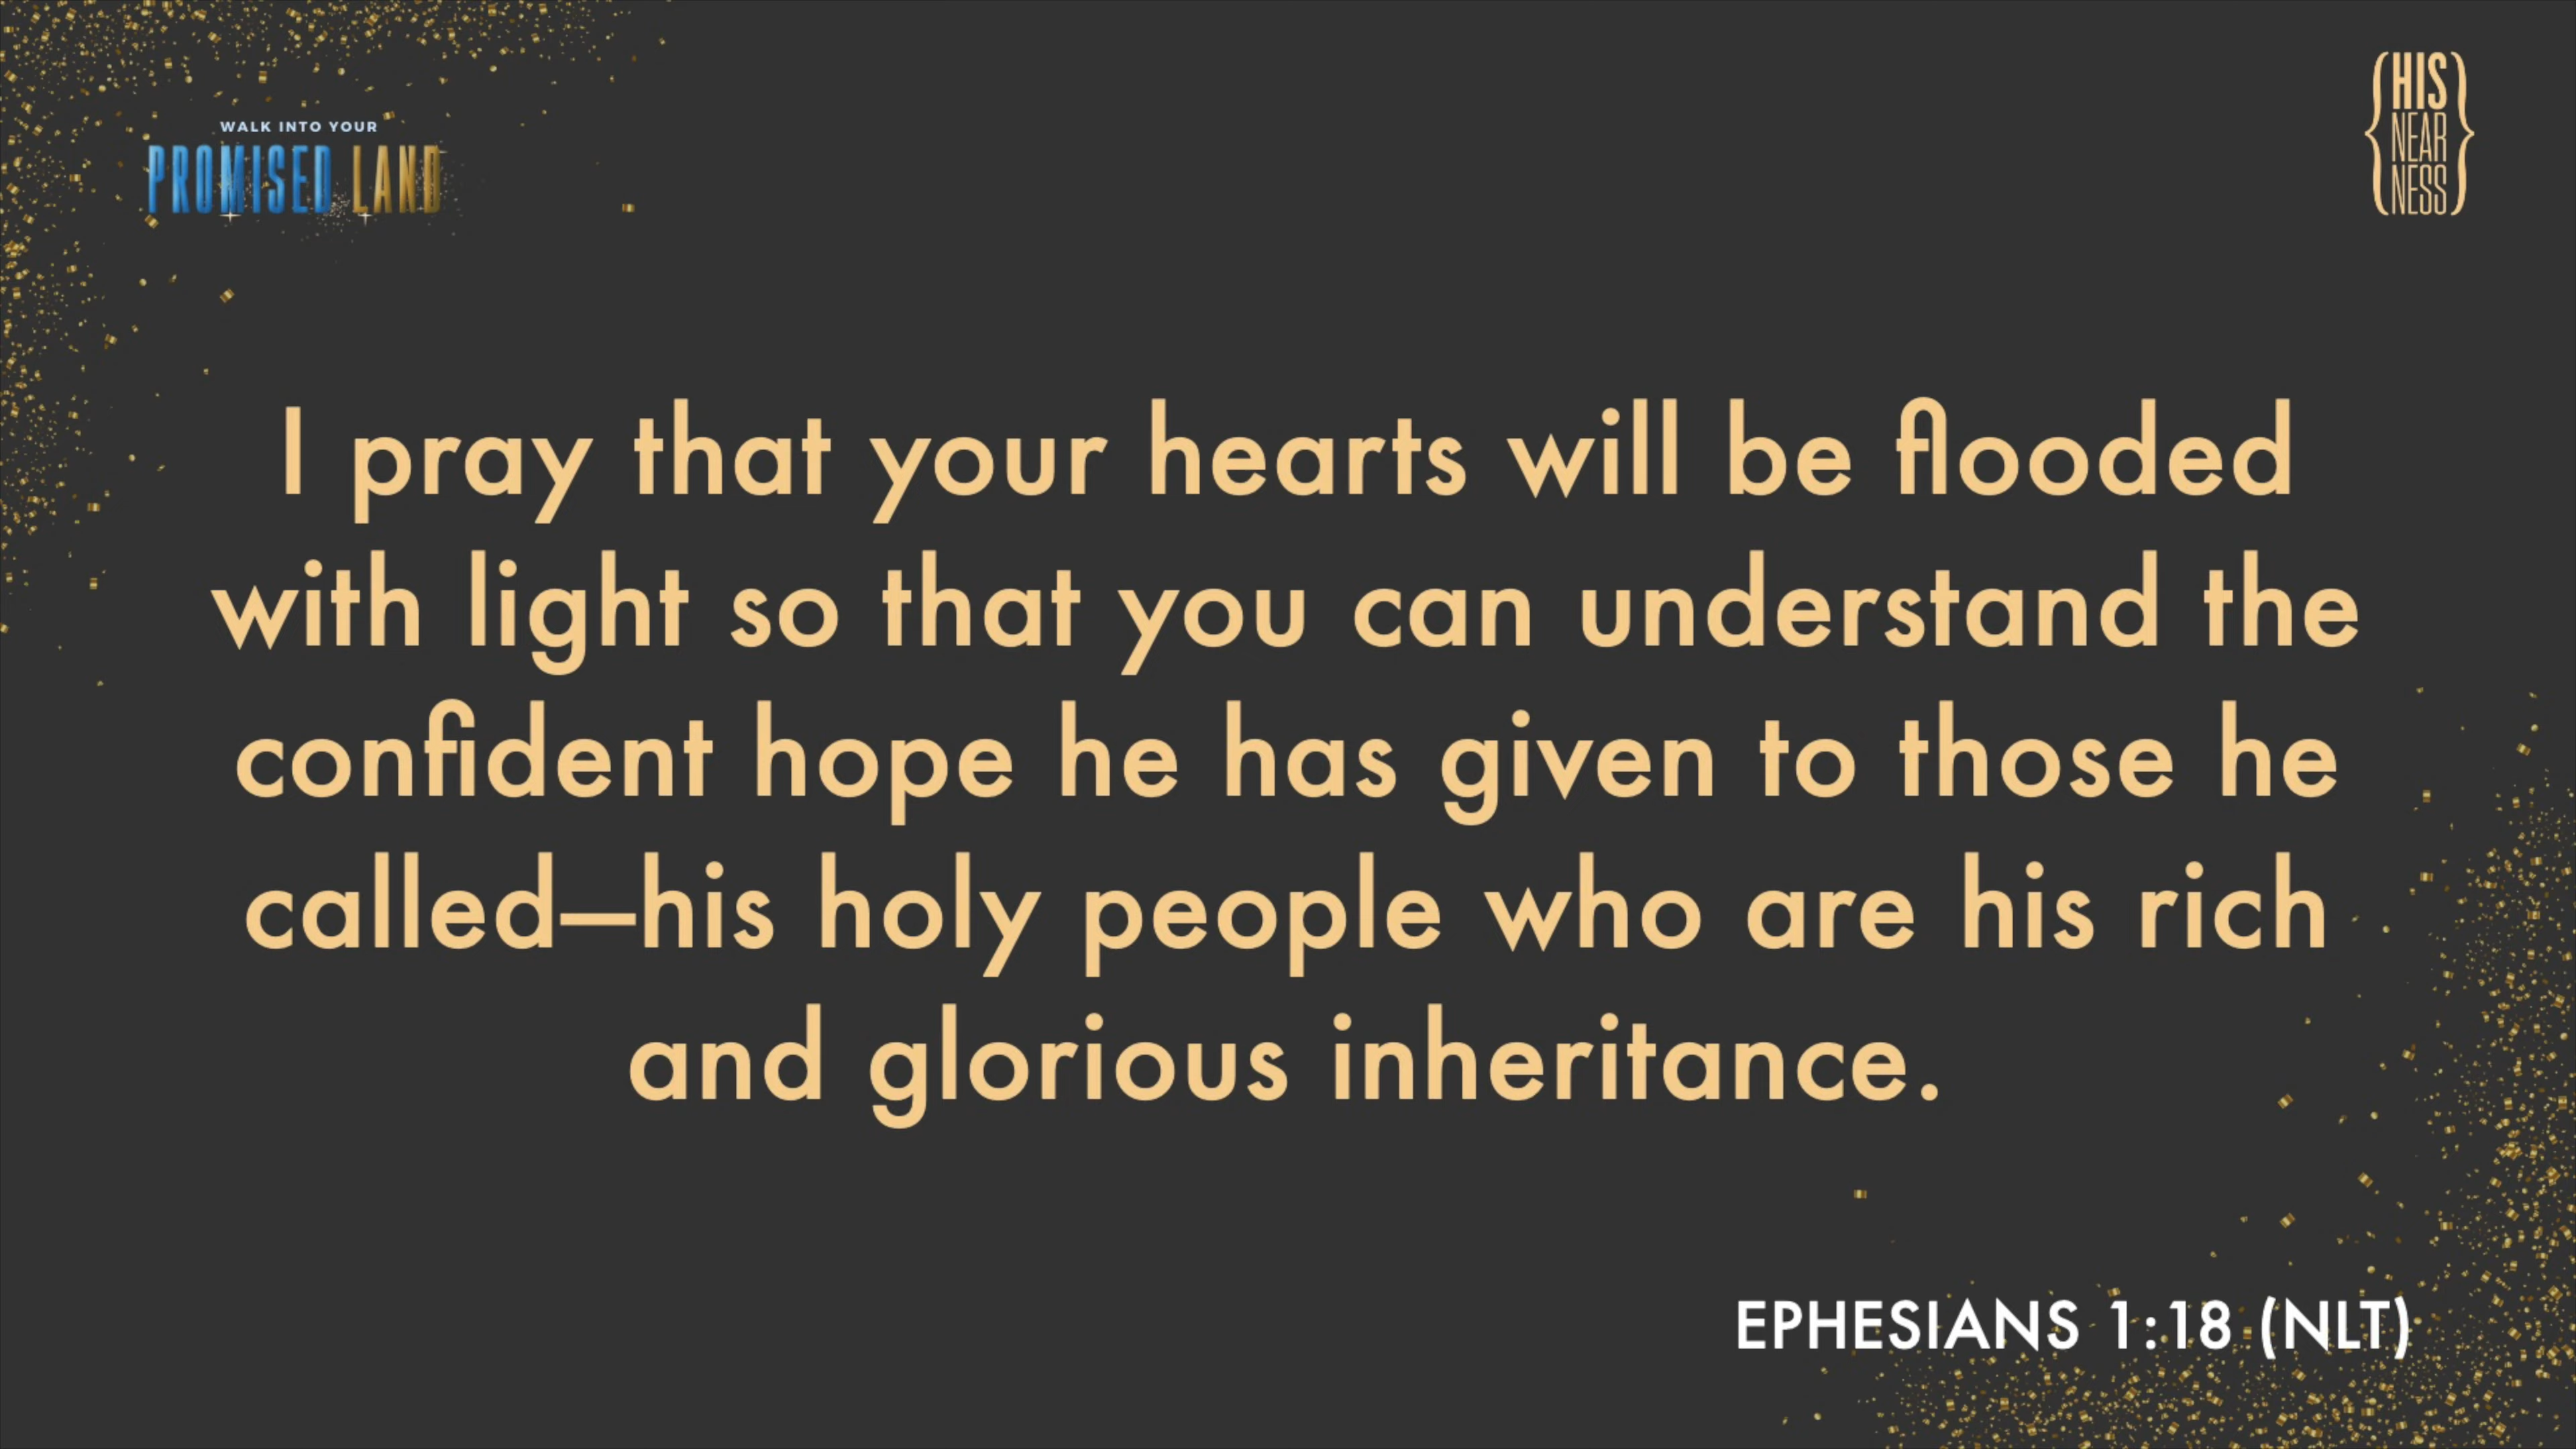 WALK INTO YOUR
PROMISED LAND
{HIS
NEAR
NESS}
I pray that your hearts will be flooded
with light so that you can understand the
confident hope he has given to those he
called—his holy people who are his rich
and glorious inheritance.
EPHESIANS 1:18 (NLT)